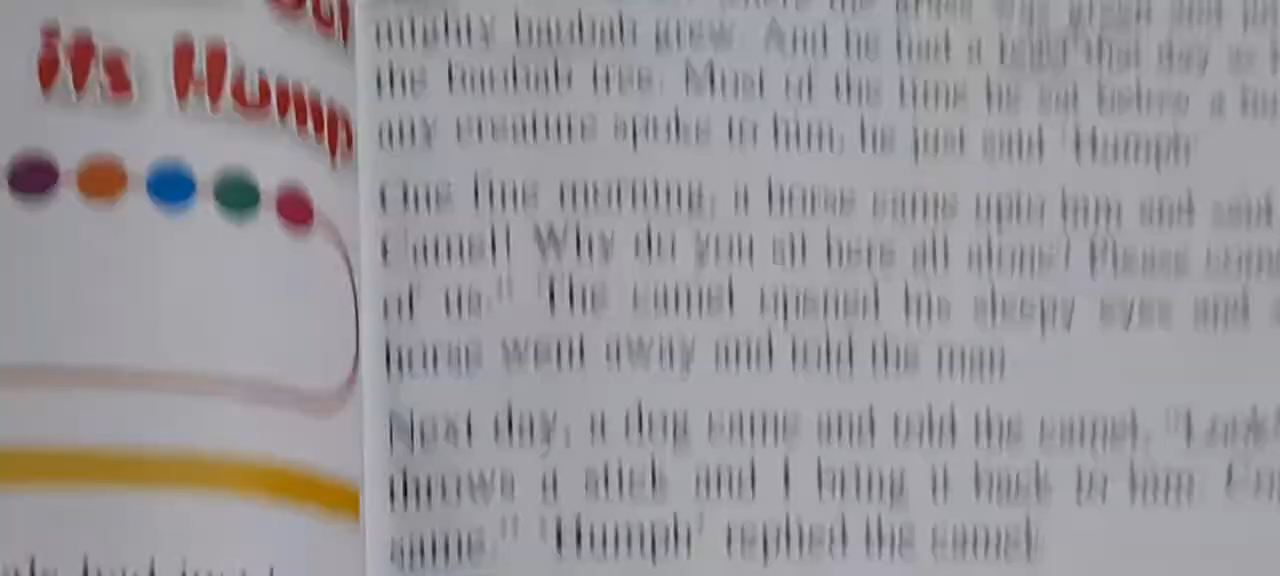 its Hump
mighty baobab grew. And he had a
the baobab tree. Most of the time he sat before a
any creature spoke to him, he just said 'Humph'
One fine morning, a horse came upto him and said
Camel! Why do you sit here all alone? Please come
of us." The camel opened his sleepy eyes and
horse went away and told the man
Next day, a dog came and told the camel, "Look
throws a stick and I bring it back to him.
same." 'Humph' replied the camel